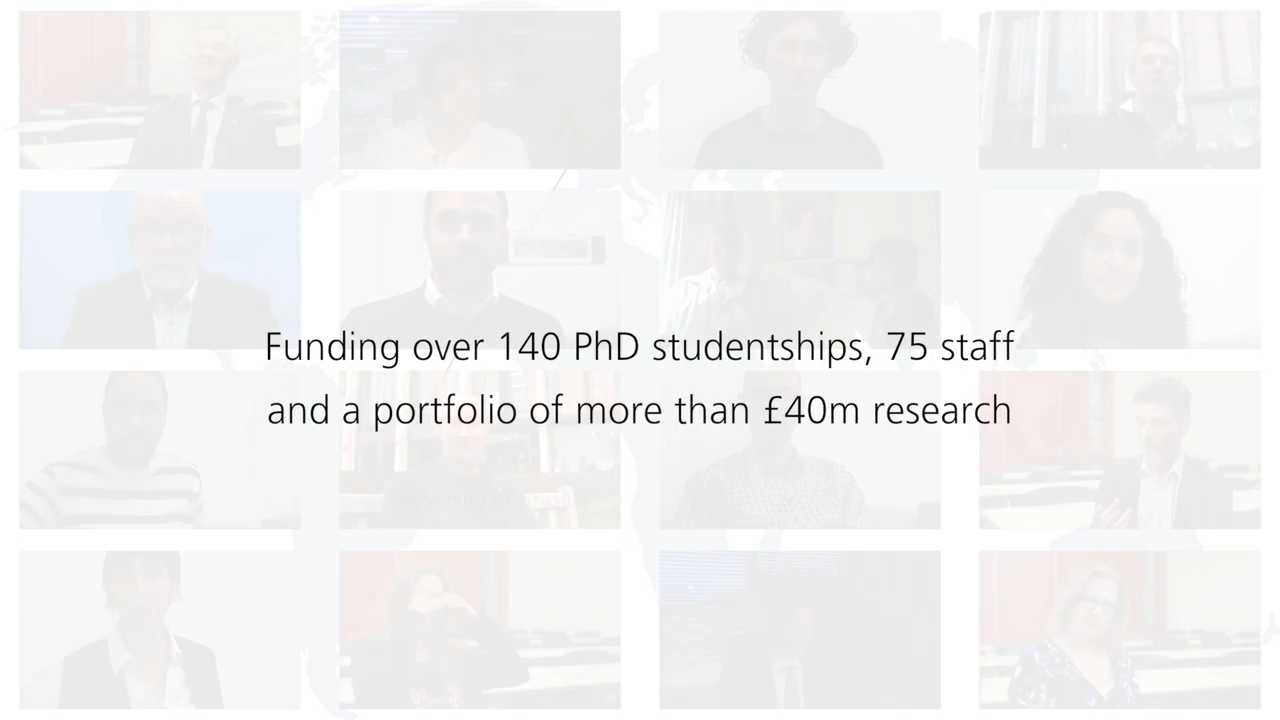 Funding over 140 PhD studentships, 75 staff
and a portfolio of more than £40m research